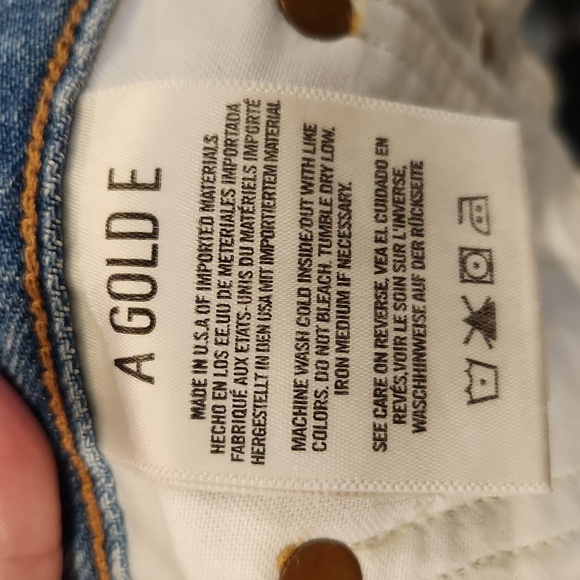 A GOLD E
MADE IN U.S.A OF IMPORTED MATERIALS
HECHO EN LOS EE.UU DE METERIALES IMPORTADA
FABRIQUÉ AUX ETATS-UNIS DU MATÉRIELS IMPORTÉ
HERGESTELLT IN DEN USA MIT IMPORTIERTEM MATERIAL
MACHINE WASH COLD INSIDE/OUT WITH LIKE
COLORS. DO NOT BLEACH. TUMBLE DRY LOW.
IRON MEDIUM IF NECESSARY.
SEE CARE ON REVERSE, VEA EL CUIDADO EN
REVÉS,VOIR LE SOIN SUR L'INVERSE,
WASCHHINWEISE AUF DER RÜCKSEITE